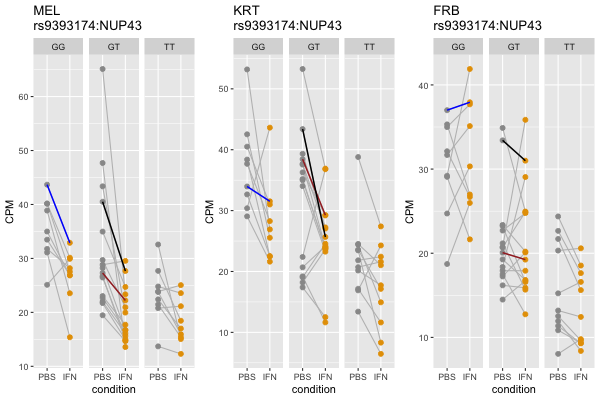 MEL
rs9393174:NUP43
GG GT TT
60
50
40
30
20
10
CPM
PBS IFN PBS IFN PBS IFN
condition
KRT
rs9393174:NUP43
GG GT TT
50
40
30
20
10
CPM
PBS IFN PBS IFN PBS IFN
condition
FRB
rs9393174:NUP43
GG GT TT
40
30
20
10
CPM
PBS IFN PBS IFN PBS IFN
condition